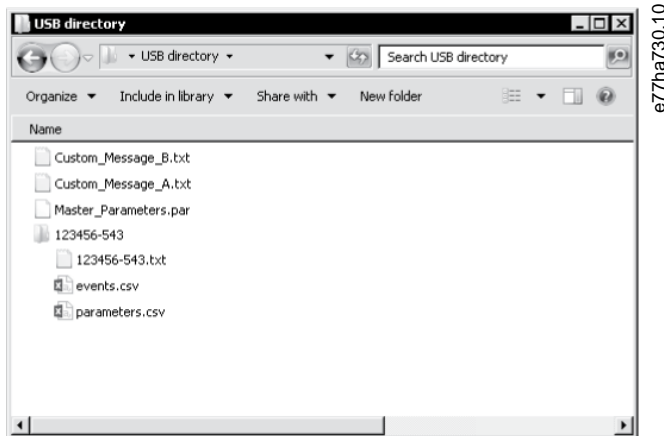 USB directory
USB directory
Search USB directory
Organize
Include in library
Share with
New folder
Name
Custom_Message_B.txt
Custom_Message_A.txt
Master_Parameters.par
123456-543
123456-543.txt
events.csv
parameters.csv
e77ha730.10